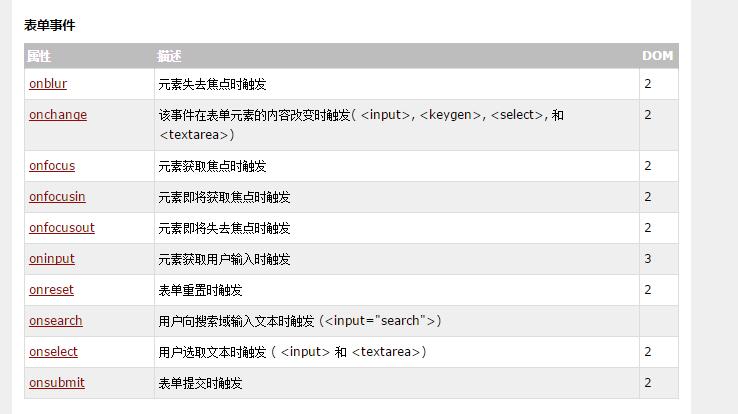 表单事件
属性 描述 DOM
onblur 元素失去焦点时触发 2
onchange 该事件在表单元素的内容改变时触发( <input>, <keygen>, <select>, 和 2
<textarea>)
onfocus 元素获取焦点时触发 2
onfocusin 元素即将获取焦点时触发 2
onfocusout 元素即将失去焦点时触发 2
oninput 元素获取用户输入时触发 3
onreset 表单重置时触发 2
onsearch 用户向搜索域输入文本时触发 (<input="search">)
onselect 用户选取文本时触发 ( <input> 和 <textarea>) 2
onsubmit 表单提交时触发 2